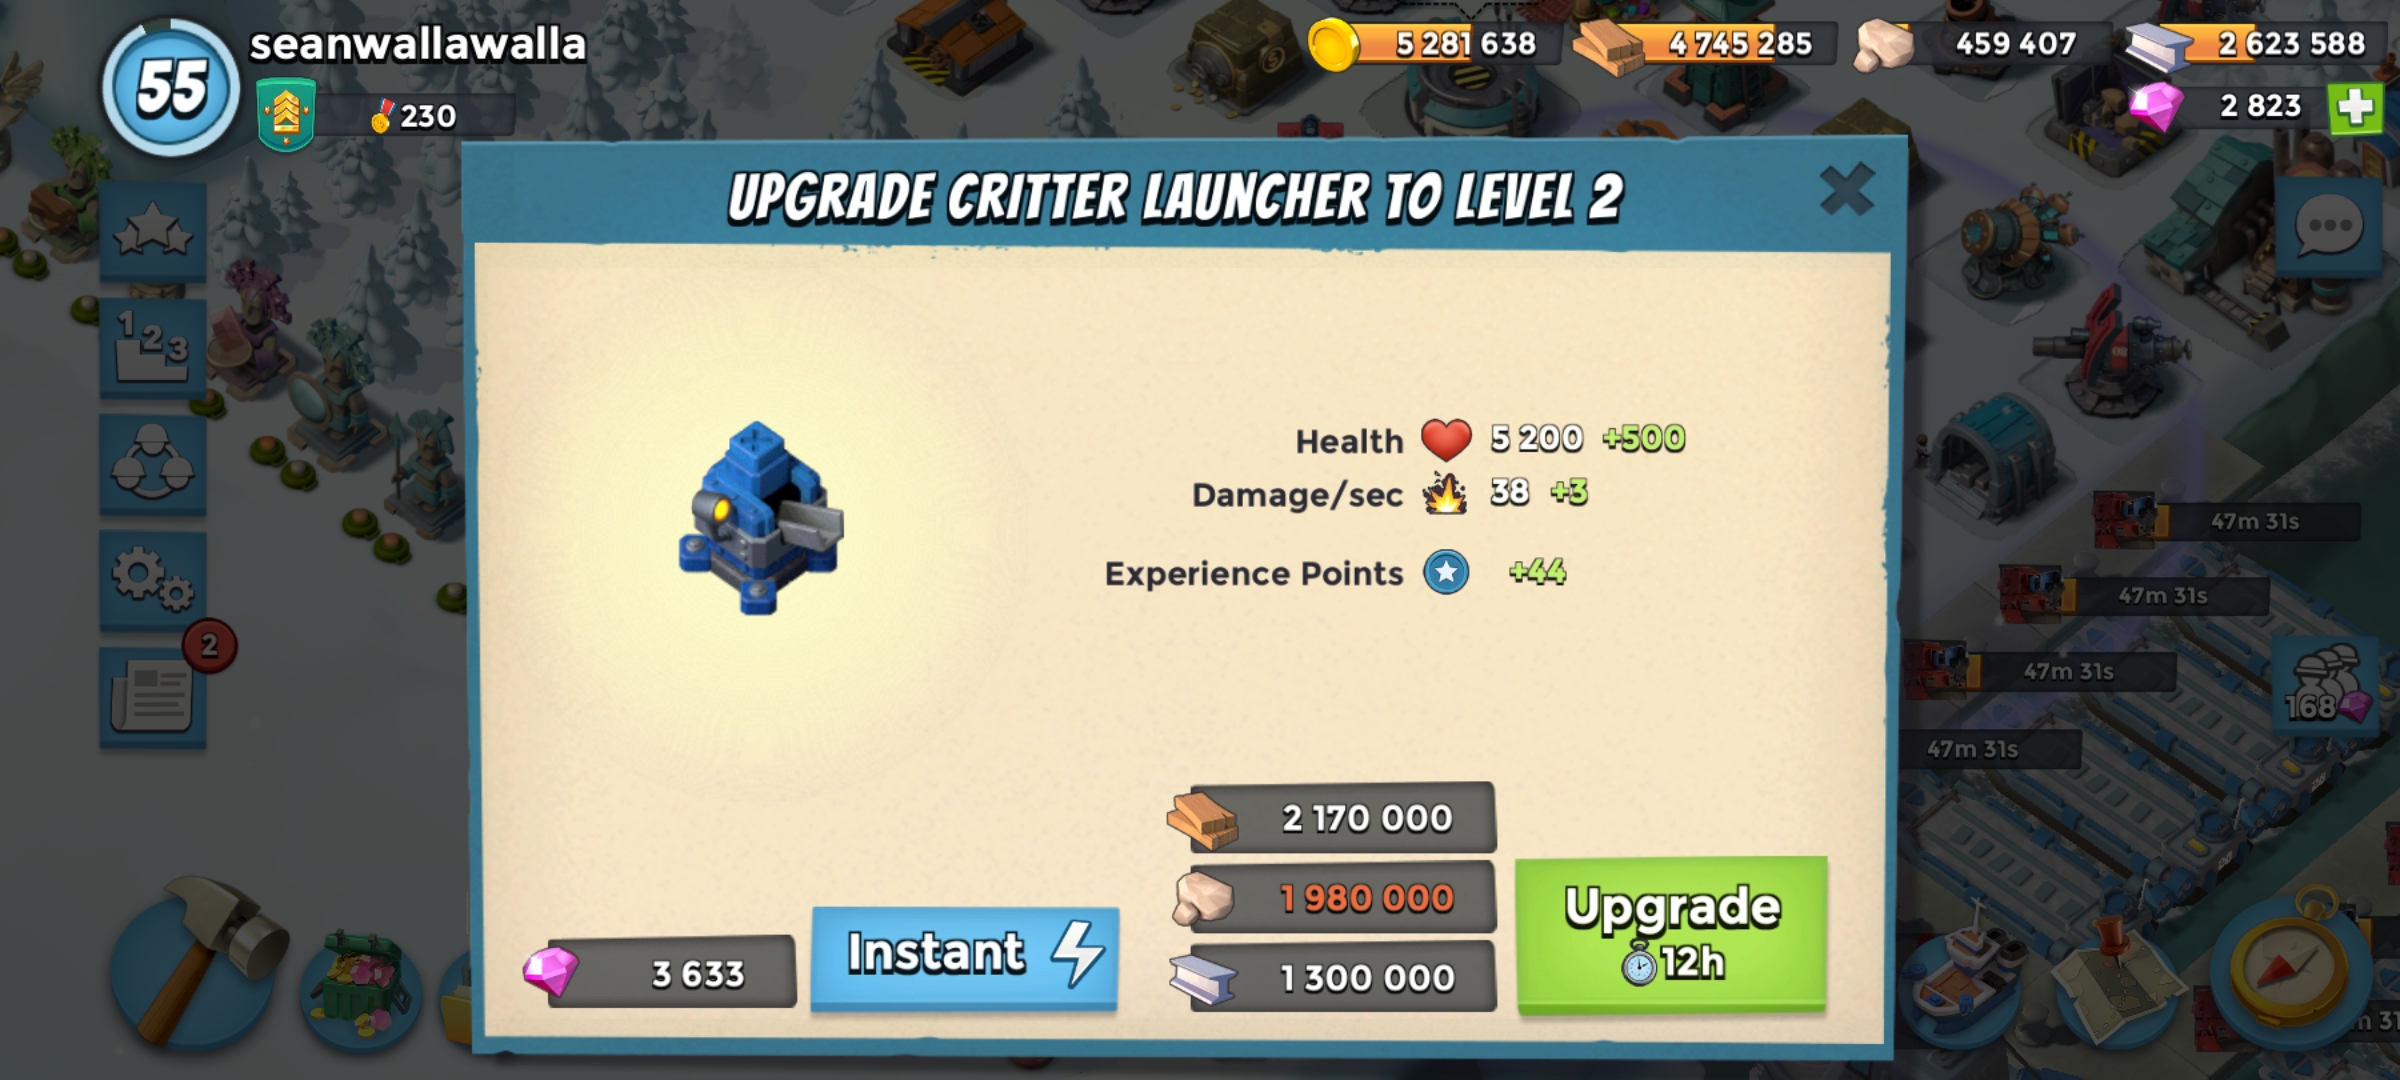 55
seanwallawalla
230
5 281 638
4 745 285
459 407
2 623 588
2 823
UPGRADE CRITTER LAUNCHER TO LEVEL 2
1 2 3
2
Health 5 200 +500
Damage/sec 38 +3
Experience Points +44
47m 31s
47m 31s
47m 31s
47m 31s
168
2 170 000
1 980 000
1 300 000
3 633
Instant
Upgrade
12h